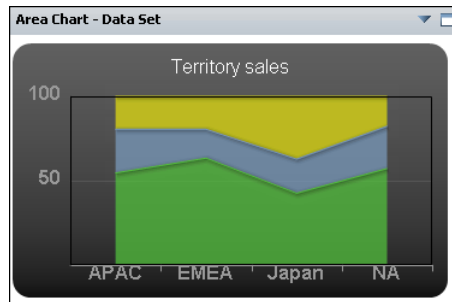 Area Chart - Data Set
Territory sales
100
50
APAC EMEA Japan NA